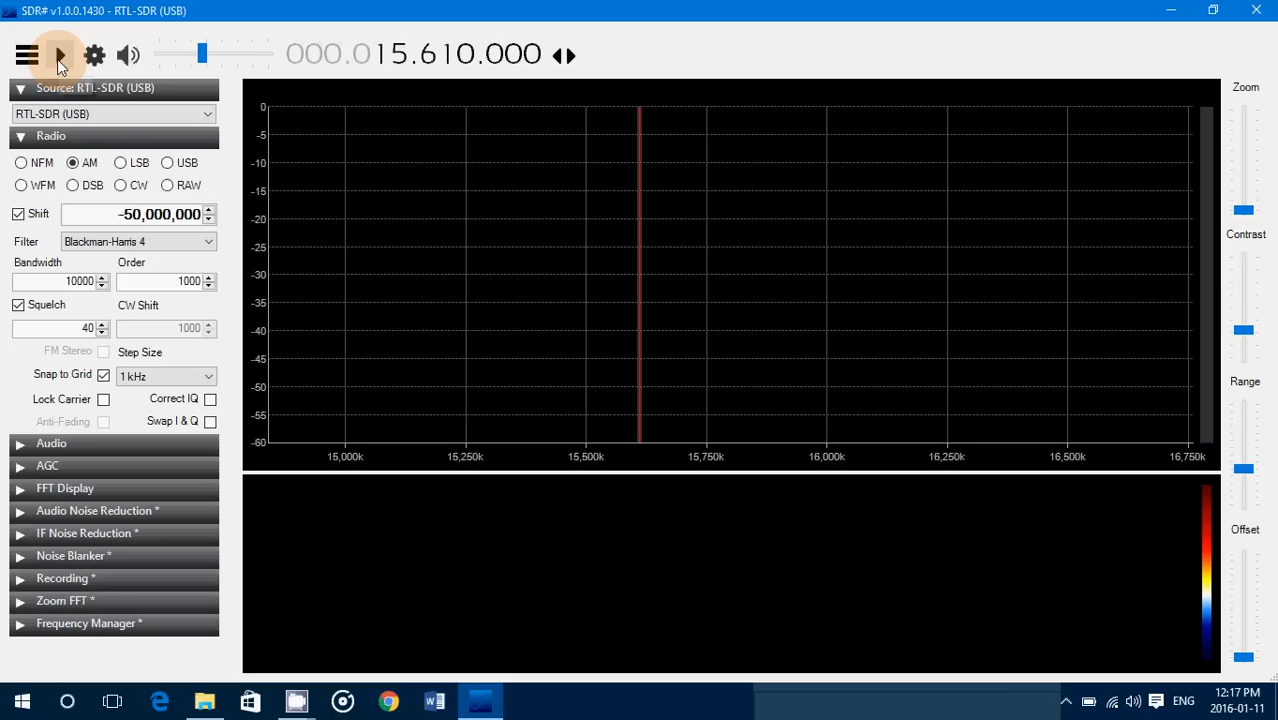 SDR# v1.0.0.1430 - RTL-SDR (USB)
000.015.610.000
Source: RTL-SDR (USB)
RTL-SDR (USB)
Radio
NFM AM LSB USB
WFM DSB CW RAW
Shift -50,000,000
Filter Blackman-Harris 4
Bandwidth Order
10000 1000
Squelch CW Shift
40 1000
FM Stereo Step Size
Snap to Grid 1 kHz
Lock Carrier Correct IQ
Anti-Fading Swap I & Q
Audio
AGC
FFT Display
Audio Noise Reduction *
IF Noise Reduction *
Noise Blanker *
Recording *
Zoom FFT *
Frequency Manager *
0
-5
-10
-15
-20
-25
-30
-35
-40
-45
-50
-55
-60
15,000k 15,250k 15,500k 15,750k 16,000k 16,250k 16,500k 16,750k
Zoom
Contrast
Range
Offset
ENG
12:17 PM
2016-01-11